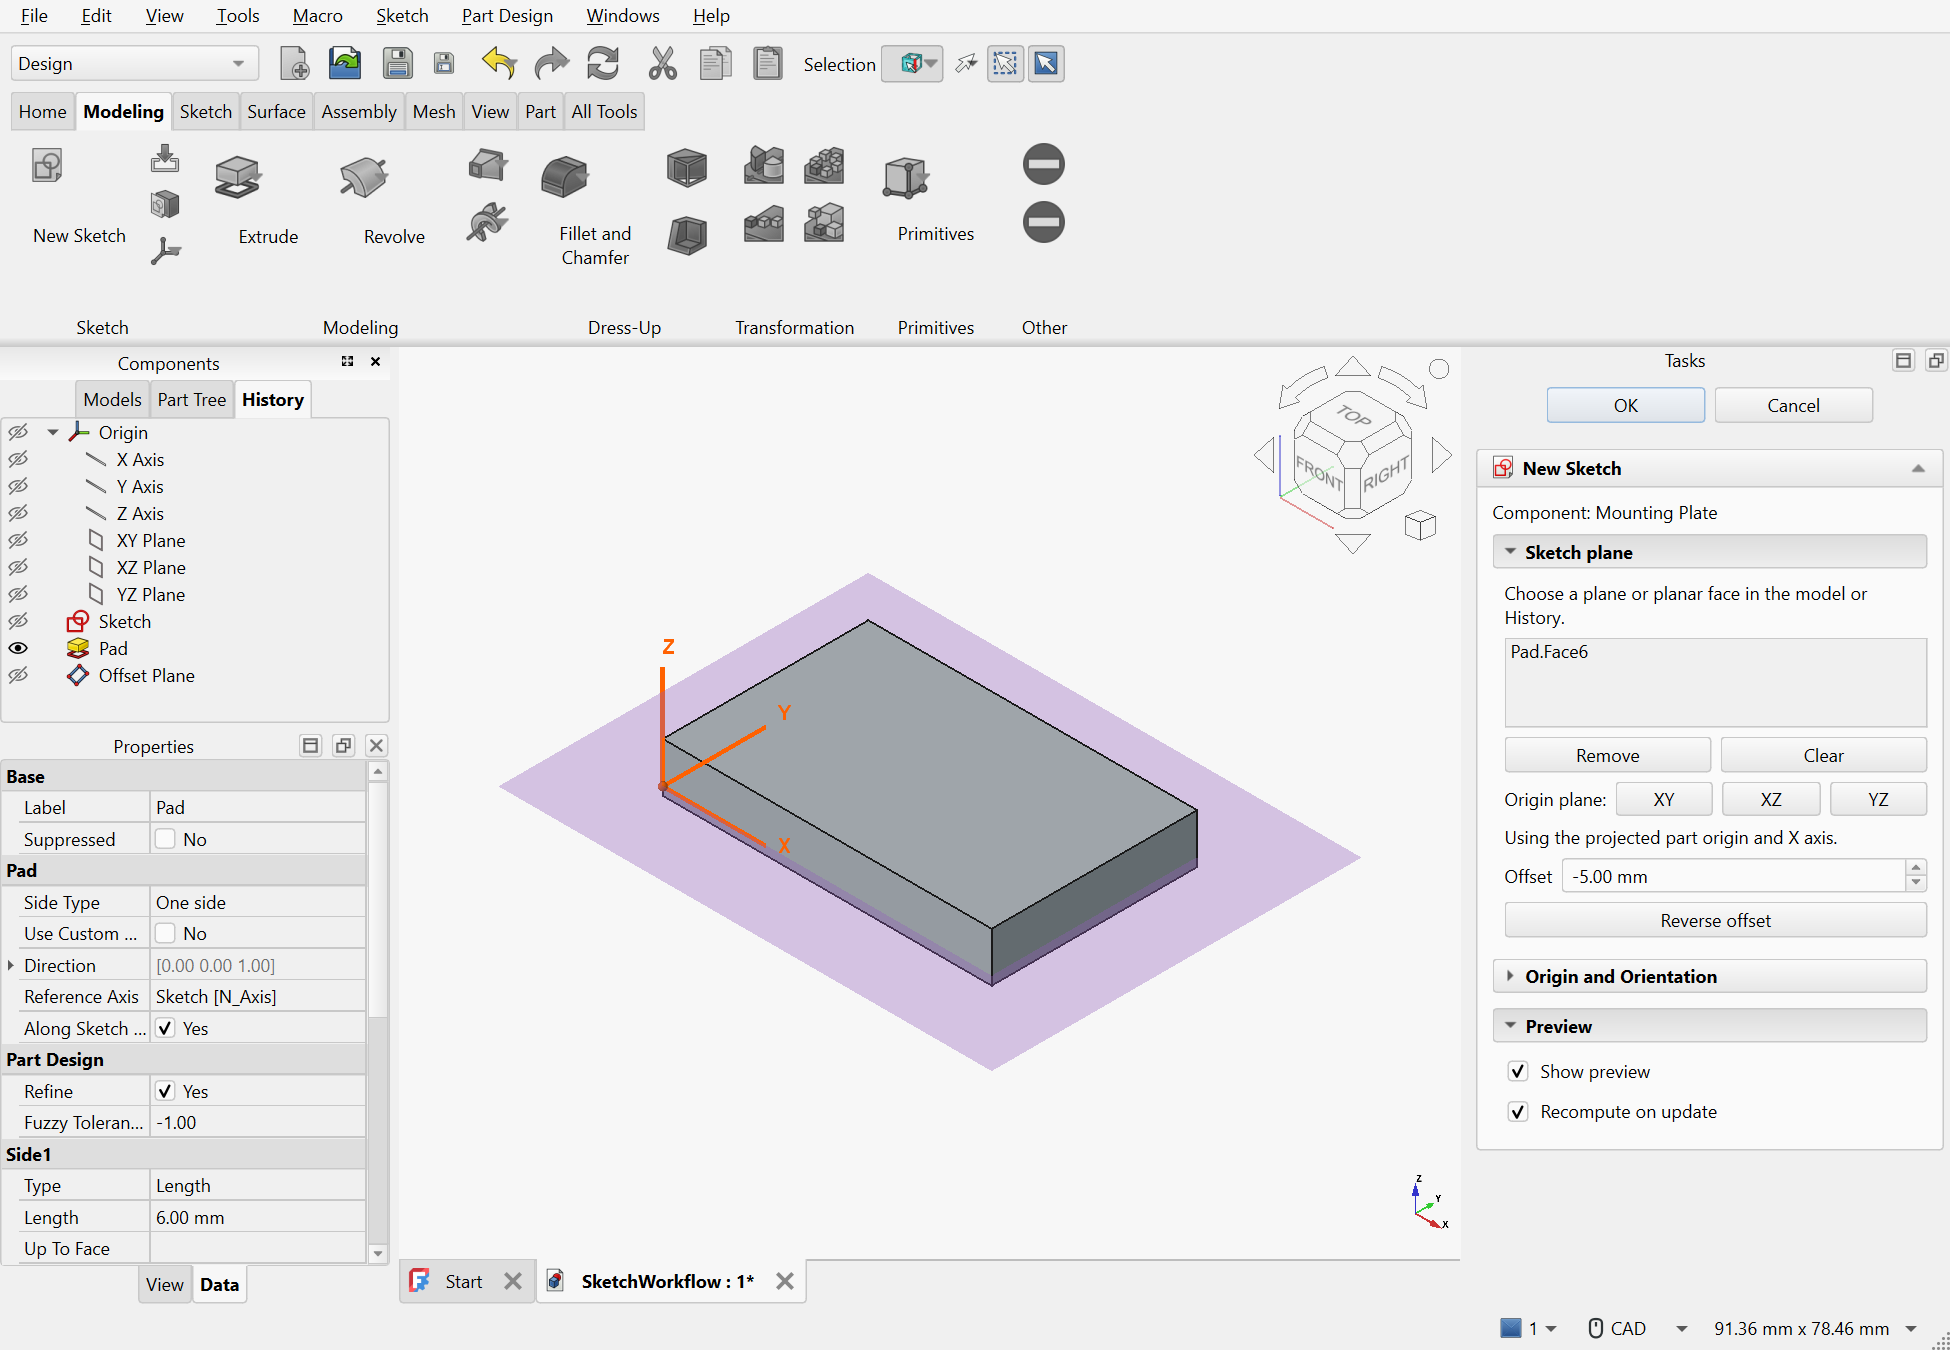 File Edit View Tools Macro Sketch Part Design Windows Help
Design Selection
Home Modeling Sketch Surface Assembly Mesh View Part All Tools
New Sketch Extrude Revolve Fillet and Chamfer Primitives
Sketch Modeling Dress-Up Transformation Primitives Other
Components
Models Part Tree History
Origin
X Axis
Y Axis
Z Axis
XY Plane
XZ Plane
YZ Plane
Sketch
Pad
Offset Plane
Properties
Base
Label Pad
Suppressed No
Pad
Side Type One side
Use Custom ... No
Direction [0.00 0.00 1.00]
Reference Axis Sketch [N_Axis]
Along Sketch ... Yes
Part Design
Refine Yes
Fuzzy Toleran... -1.00
Side1
Type Length
Length 6.00 mm
Up To Face
View Data
TOP
FRONT RIGHT
Z
Y
X
Z
Y
X
Start SketchWorkflow : 1*
Tasks
OK Cancel
New Sketch
Component: Mounting Plate
Sketch plane
Choose a plane or planar face in the model or
History.
Pad.Face6
Remove Clear
Origin plane: XY XZ YZ
Using the projected part origin and X axis.
Offset -5.00 mm
Reverse offset
Origin and Orientation
Preview
Show preview
Recompute on update
1 CAD 91.36 mm x 78.46 mm